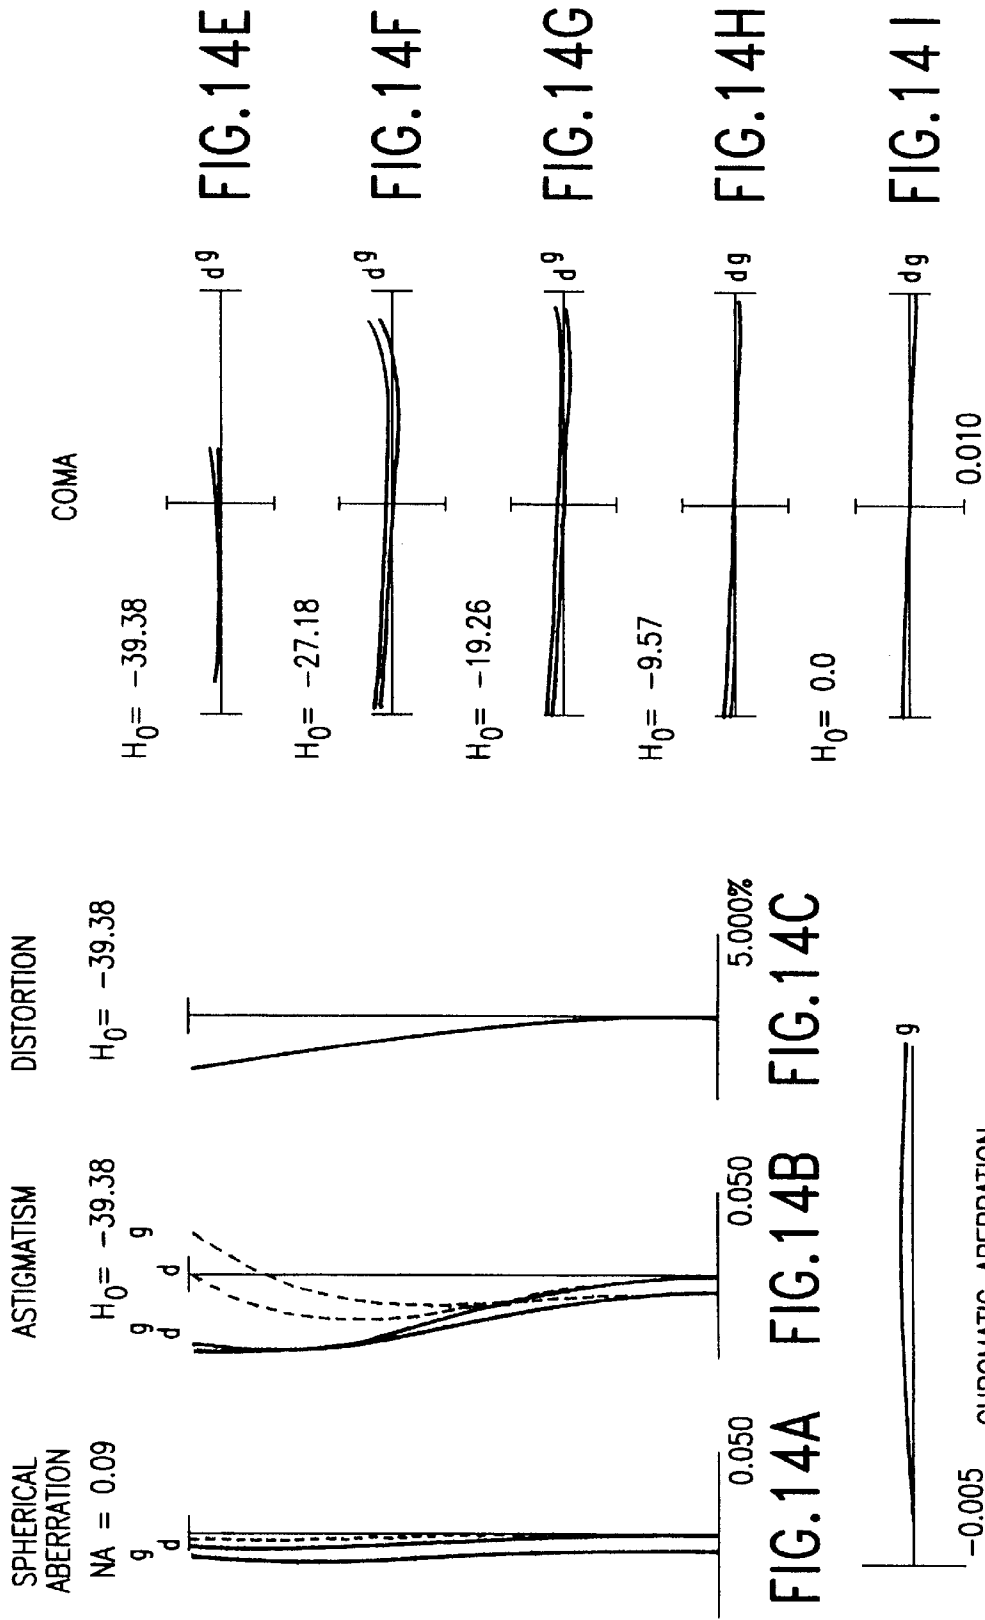 SPHERICAL
ABERRATION
NA = 0.09
g
d
0.050
FIG.14A
ASTIGMATISM
H₀= -39.38
g
d
d
g
0.050
FIG.14B
DISTORTION
H₀= -39.38
5.000%
FIG.14C
-0.005
g
CHROMATIC ABERRATION
COMA
H₀= -39.38
d g
FIG.14E
H₀= -27.18
d g
FIG.14F
H₀= -19.26
d g
FIG.14G
H₀= -9.57
d g
FIG.14H
H₀= 0.0
d g
0.010
FIG.14I